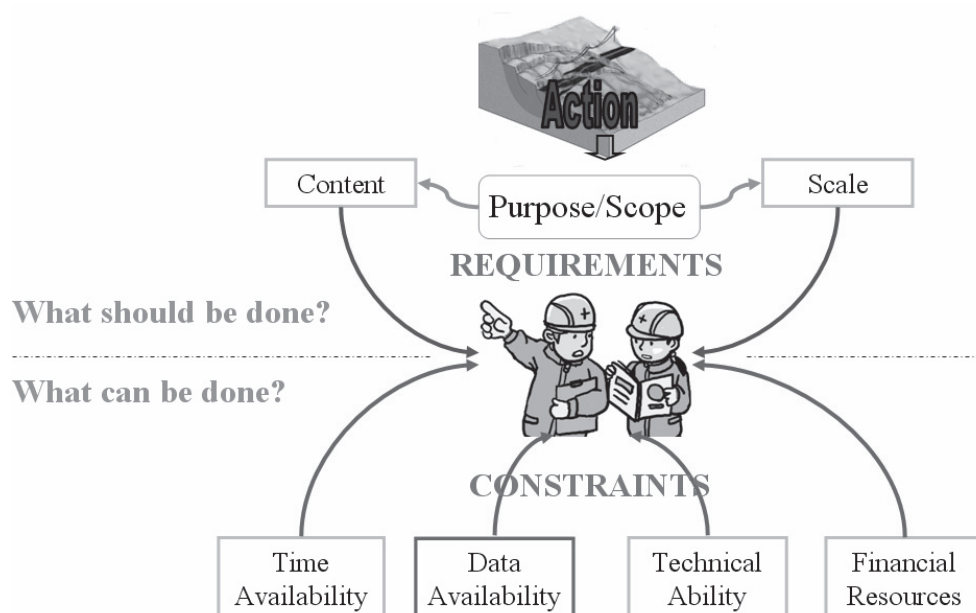 Action
Content
Purpose/Scope
Scale
REQUIREMENTS
What should be done?
What can be done?
CONSTRAINTS
Time
Availability
Data
Availability
Technical
Ability
Financial
Resources